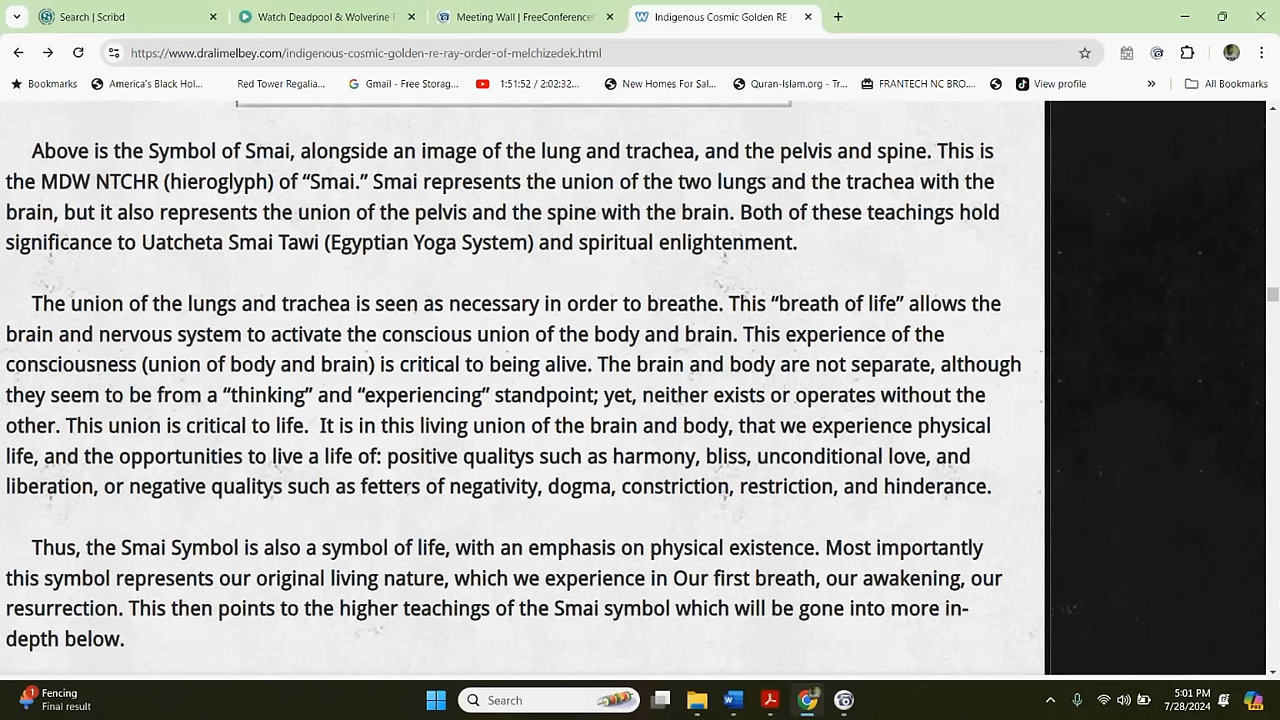 Search | Scribd
Watch Deadpool & Wolverine F
Meeting Wall | FreeConference
Indigenous Cosmic Golden RE
https://www.dralimelbey.com/indigenous-cosmic-golden-re-ray-order-of-melchizedek.html
Bookmarks
America's Black Hol...
Red Tower Regalia...
Gmail - Free Storag...
1:51:52 / 2:02:32...
New Homes For Sal...
Quran-Islam.org - Tr...
FRANTECH NC BRO...
View profile
»
All Bookmarks
Above is the Symbol of Smai, alongside an image of the lung and trachea, and the pelvis and spine. This is
the MDW NTCHR (hieroglyph) of “Smai.” Smai represents the union of the two lungs and the trachea with the
brain, but it also represents the union of the pelvis and the spine with the brain. Both of these teachings hold
significance to Uatcheta Smai Tawi (Egyptian Yoga System) and spiritual enlightenment.
The union of the lungs and trachea is seen as necessary in order to breathe. This “breath of life” allows the
brain and nervous system to activate the conscious union of the body and brain. This experience of the
consciousness (union of body and brain) is critical to being alive. The brain and body are not separate, although
they seem to be from a “thinking” and “experiencing” standpoint; yet, neither exists or operates without the
other. This union is critical to life.  It is in this living union of the brain and body, that we experience physical
life, and the opportunities to live a life of: positive qualitys such as harmony, bliss, unconditional love, and
liberation, or negative qualitys such as fetters of negativity, dogma, constriction, restriction, and hinderance.
Thus, the Smai Symbol is also a symbol of life, with an emphasis on physical existence. Most importantly
this symbol represents our original living nature, which we experience in Our first breath, our awakening, our
resurrection. This then points to the higher teachings of the Smai symbol which will be gone into more in-
depth below.
1
Fencing
Final result
Search
5:01 PM
7/28/2024